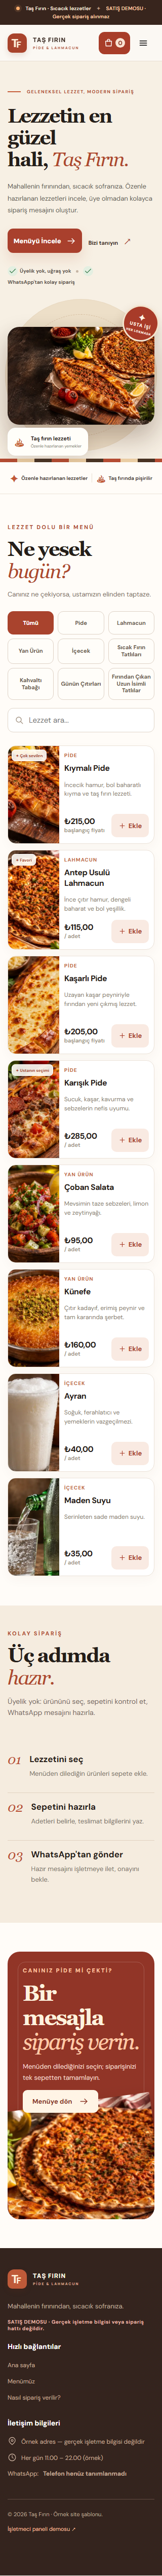 Taş Fırın · Sıcacık lezzetler • SATIŞ DEMOSU ·
Gerçek sipariş alınmaz
TF TAŞ FIRIN
PİDE & LAHMACUN
0
GELENEKSEL LEZZET, MODERN SİPARİŞ
Lezzetin en
güzel
hali, Taş Fırın.
Mahallenin fırınından, sıcacık sofranıza. Özenle
hazırlanan lezzetleri incele, üye olmadan kolayca
sipariş mesajını oluştur.
Menüyü İncele →
Bizi tanıyın ↗
Üyelik yok, uğraş yok
WhatsApp'tan kolay sipariş
USTA İŞİ
Taş fırın lezzeti
Özenle hazırlanan yemekler
Özenle hazırlanan lezzetler
Taş fırında pişirilir
LEZZET DOLU BİR MENÜ
Ne yesek
bugün?
Canınız ne çekiyorsa, ustamızın elinden taptaze.
Tümü
Pide
Lahmacun
Yan Ürün
İçecek
Sıcak Fırın
Tatlıları
Kahvaltı
Tabağı
Günün Çıtırları
Fırından Çıkan
Uzun İsimli
Tatlılar
Lezzet ara...
Çok sevilen
PİDE
Kıymalı Pide
İncecik hamur, bol baharatlı
kıyma ve taş fırın lezzeti.
₺215,00
başlangıç fiyatı
+ Ekle
Favori
LAHMACUN
Antep Usulü
Lahmacun
İnce çıtır hamur, dengeli
baharat ve bol yeşillik.
₺115,00
/ adet
+ Ekle
PİDE
Kaşarlı Pide
Uzayan kaşar peyniriyle
fırından yeni çıkmış lezzet.
₺205,00
başlangıç fiyatı
+ Ekle
Ustanın seçimi
PİDE
Karışık Pide
Sucuk, kaşar, kavurma ve
sebzelerin nefis uyumu.
₺285,00
/ adet
+ Ekle
YAN ÜRÜN
Çoban Salata
Mevsimin taze sebzeleri, limon
ve zeytinyağı.
₺95,00
/ adet
+ Ekle
YAN ÜRÜN
Künefe
Çıtır kadayıf, erimiş peynir ve
tam kararında şerbet.
₺160,00
/ adet
+ Ekle
İÇECEK
Ayran
Soğuk, ferahlatıcı ve
yemeklerin vazgeçilmezi.
₺40,00
/ adet
+ Ekle
İÇECEK
Maden Suyu
Serinleten sade maden suyu.
₺35,00
/ adet
+ Ekle
KOLAY SİPARİŞ
Üç adımda
hazır.
Üyelik yok: ürününü seç, sepetini kontrol et,
WhatsApp mesajını hazırla.
01 Lezzetini seç
Menüden dilediğin ürünleri sepete ekle.
02 Sepetini hazırla
Adetleri belirle, teslimat bilgilerini yaz.
03 WhatsApp'tan gönder
Hazır mesajını işletmeye ilet, onayını
bekle.
CANINIZ PİDE Mİ ÇEKTİ?
Bir
mesajla
sipariş verin.
Menüden dilediğinizi seçin; siparişinizi
tek sepetten tamamlayın.
Menüye dön →
TF TAŞ FIRIN
PİDE & LAHMACUN
Mahallenin fırınından, sıcacık sofranıza.
SATIŞ DEMOSU · Gerçek işletme bilgisi veya sipariş
hattı değildir.
Hızlı bağlantılar
Ana sayfa
Menümüz
Nasıl sipariş verilir?
İletişim bilgileri
Örnek adres — gerçek işletme bilgisi değildir
Her gün 11.00 – 22.00 (örnek)
WhatsApp: Telefon henüz tanımlanmadı
© 2026 Taş Fırın · Örnek site şablonu.
İşletmeci paneli demosu ↗